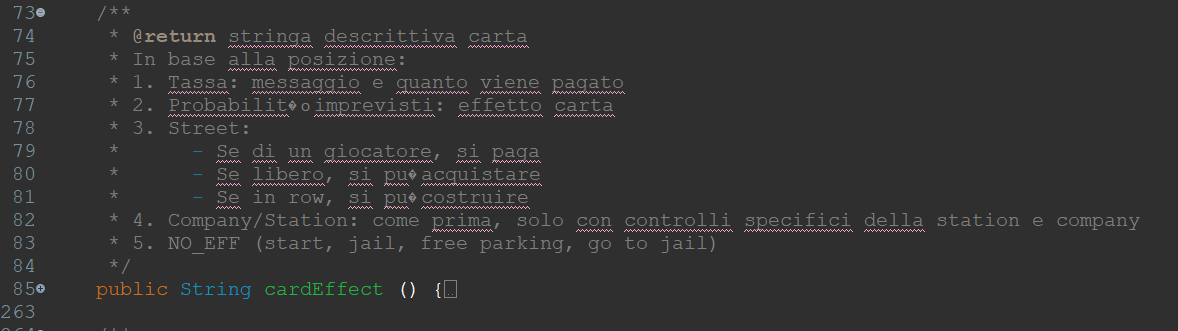 73 /**
74  * @return stringa descrittiva carta
75  * In base alla posizione:
76  * 1. Tassa: messaggio e quanto viene pagato
77  * 2. Probabilit� o imprevisti: effetto carta
78  * 3. Street:
79  *      - Se di un giocatore, si paga
80  *      - Se libero, si pu� acquistare
81  *      - Se in row, si pu� costruire
82  * 4. Company/Station: come prima, solo con controlli specifici della station e company
83  * 5. NO_EFF (start, jail, free parking, go to jail)
84  */
85 public String cardEffect () {
263